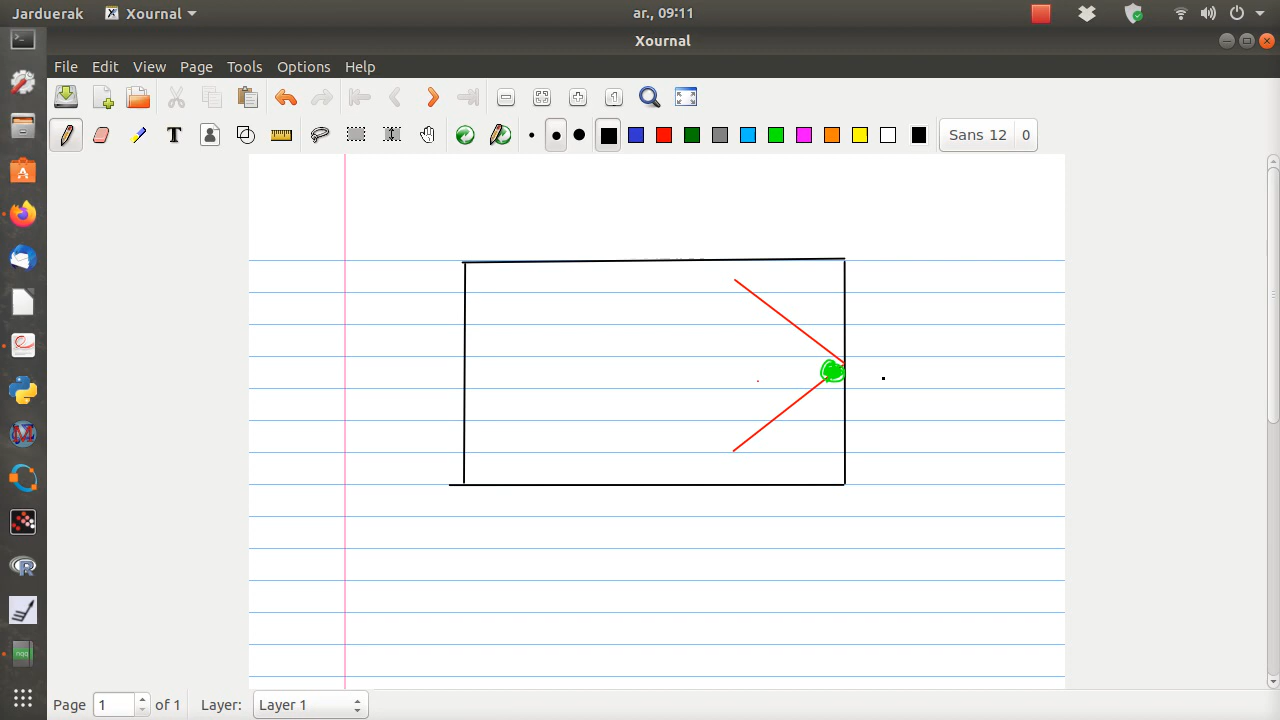 Jarduerak Xournal ar., 09:11
Xournal
File Edit View Page Tools Options Help
T Sans 12 0
Page 1 of 1 Layer: Layer 1